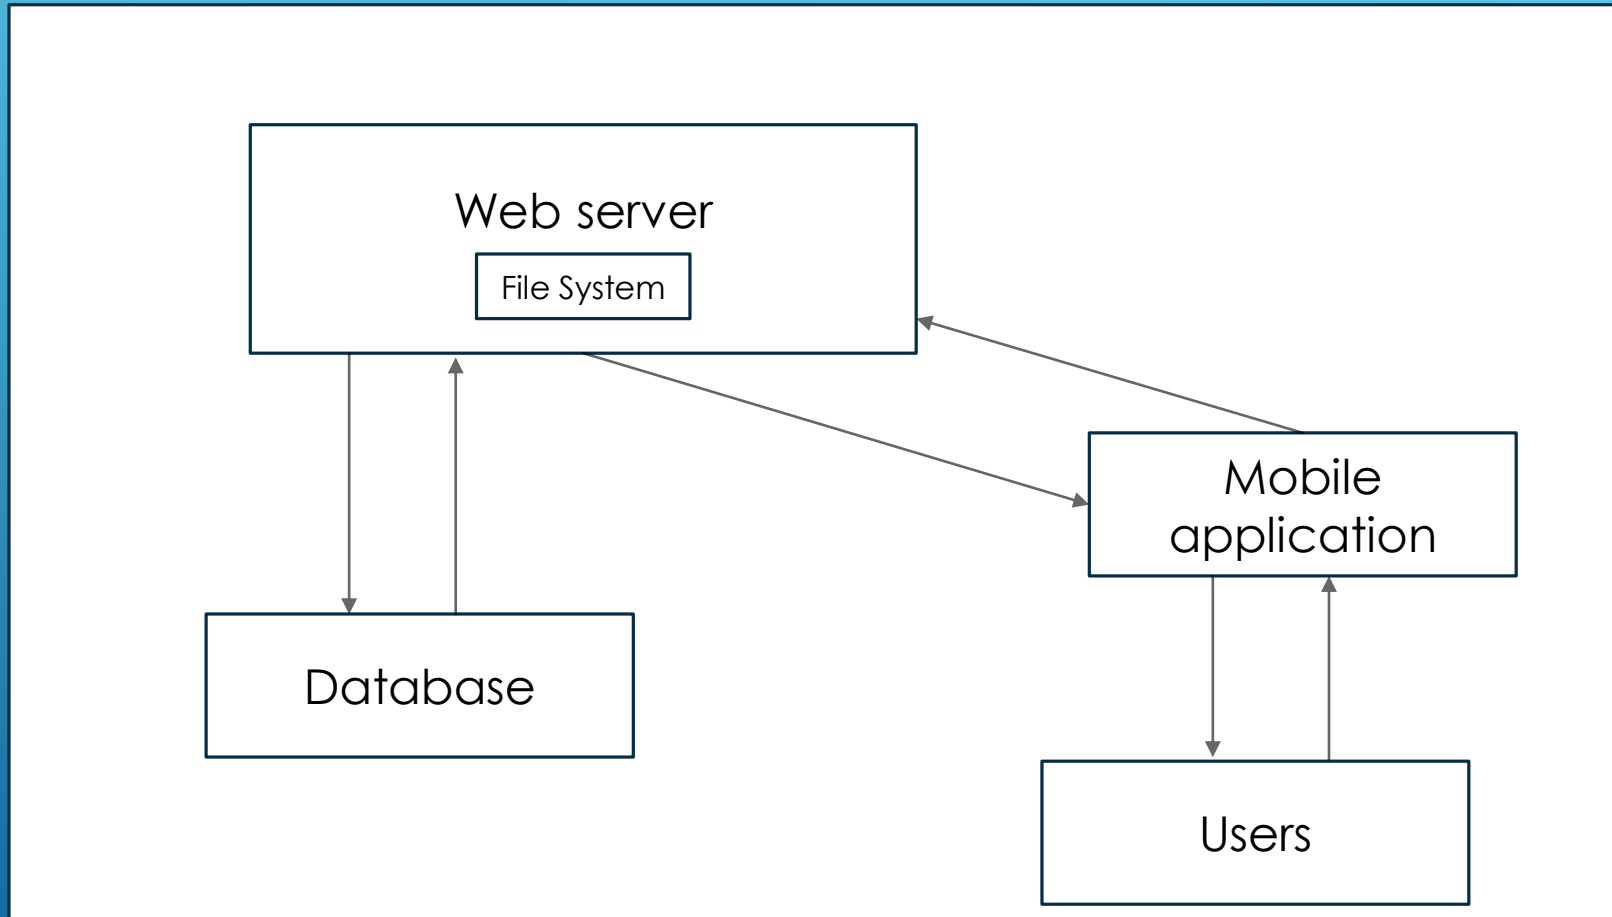 Web server
File System
Mobile
application
Database
Users